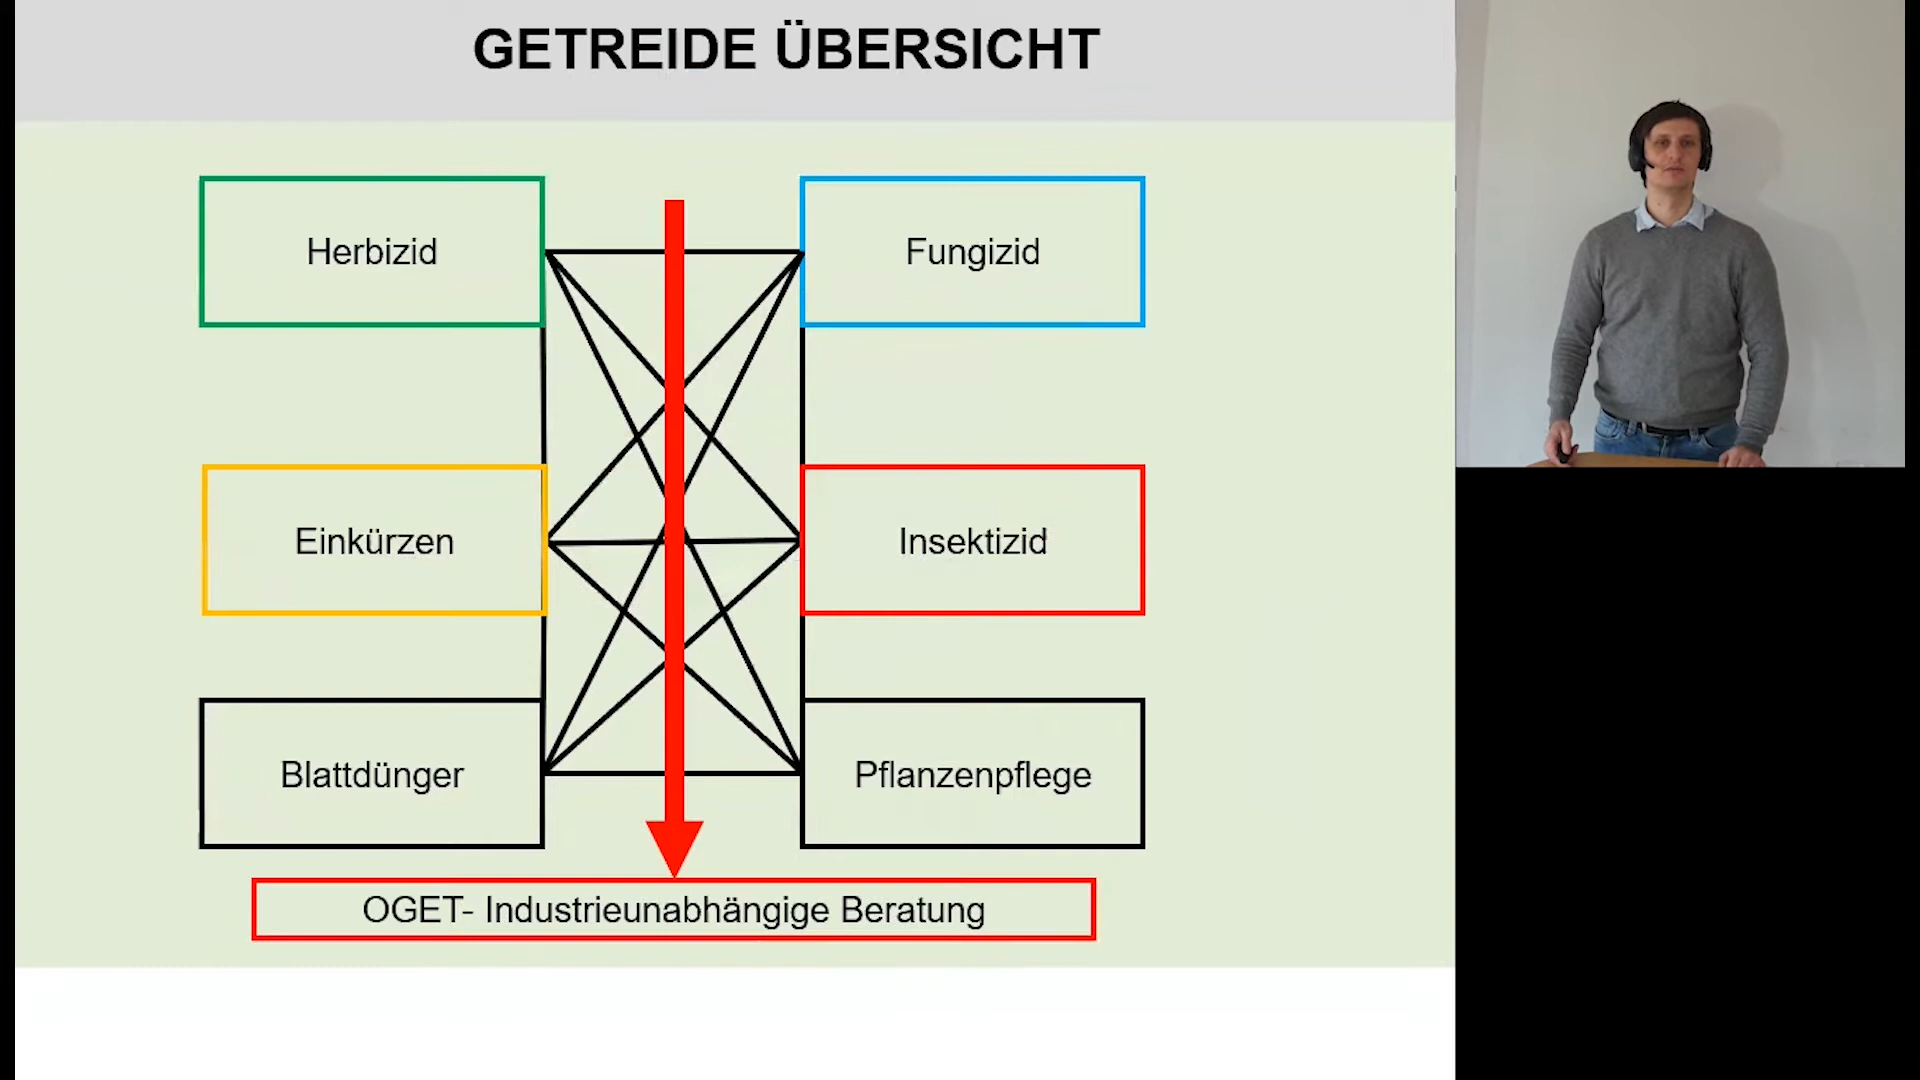 GETREIDE ÜBERSICHT
Herbizid
Fungizid
Einkürzen
Insektizid
Blattdünger
Pflanzenpflege
OGET- Industrieunabhängige Beratung